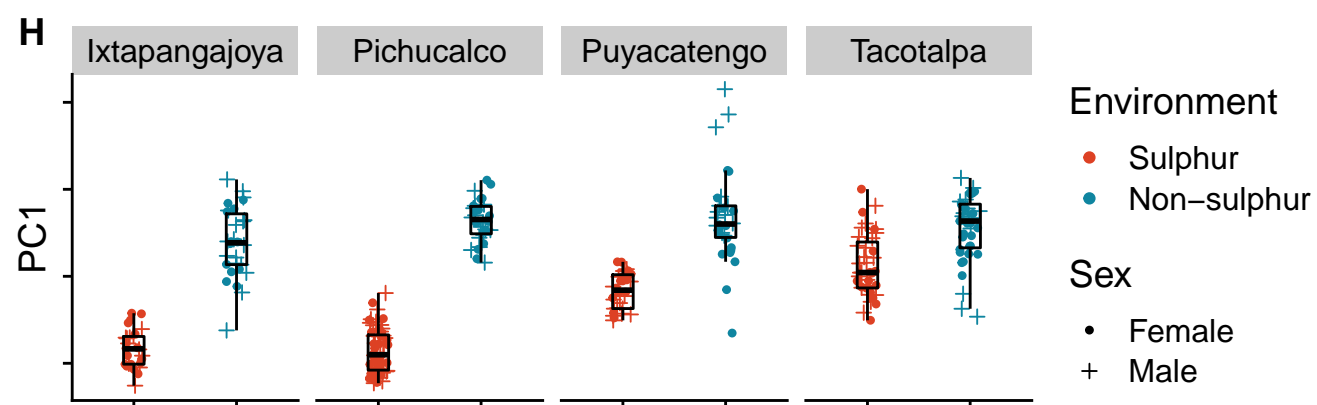 H
Ixtapangajoya
Pichucalco
Puyacatengo
Tacotalpa
PC1
Environment
Sulphur
Non−sulphur
Sex
Female
Male